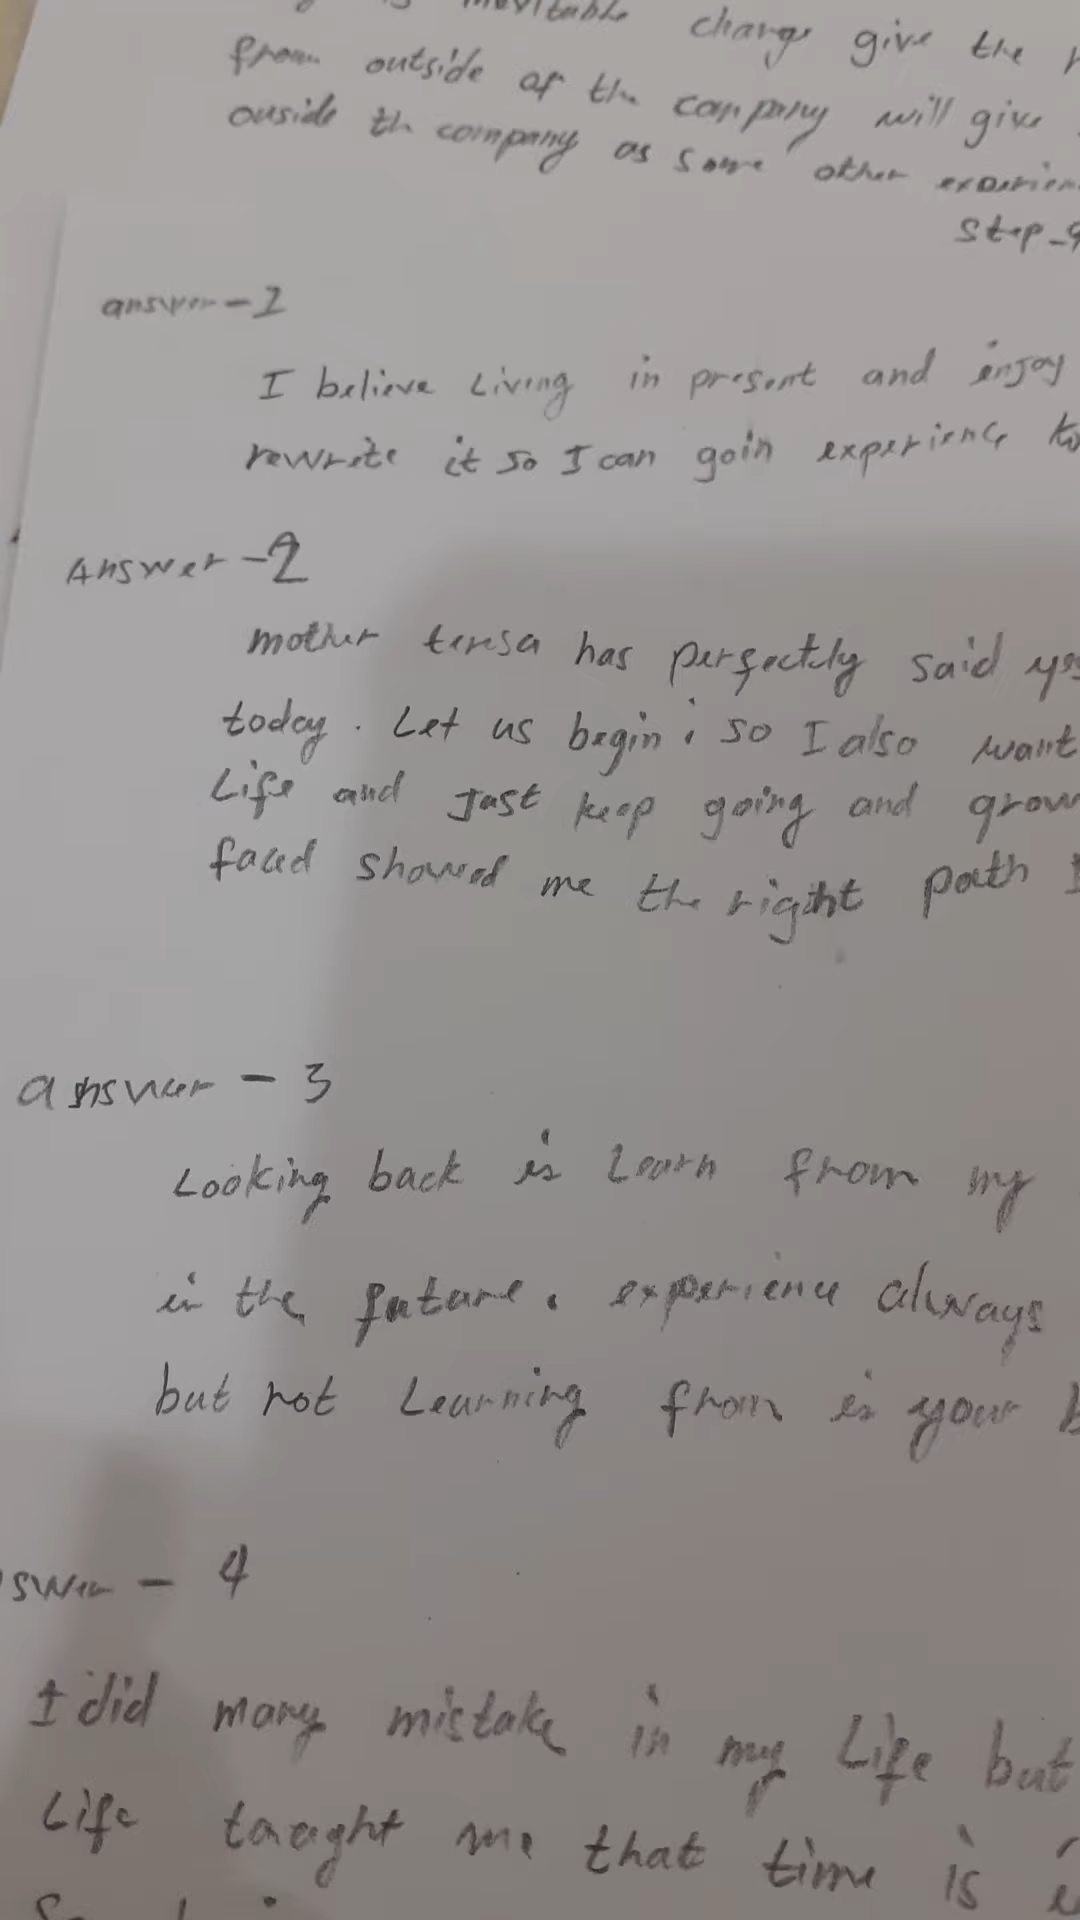 inevitable change give the
from outside of the company will give
ouside th company as some other experien
step-
answer-1
I believe Living in present and enjoy
rewrite it so I can goin experience to
Answer-2
mother teresa has perfectly said yes
today. Let us begin. so I also want
Life and Just keep going and grow
faced showed me the right path I
answer-3
Looking back is Learn from my
in the future. experience always
but not Learning from is your
swer-4
I did many mistake in my Life but
Life taught me that time is